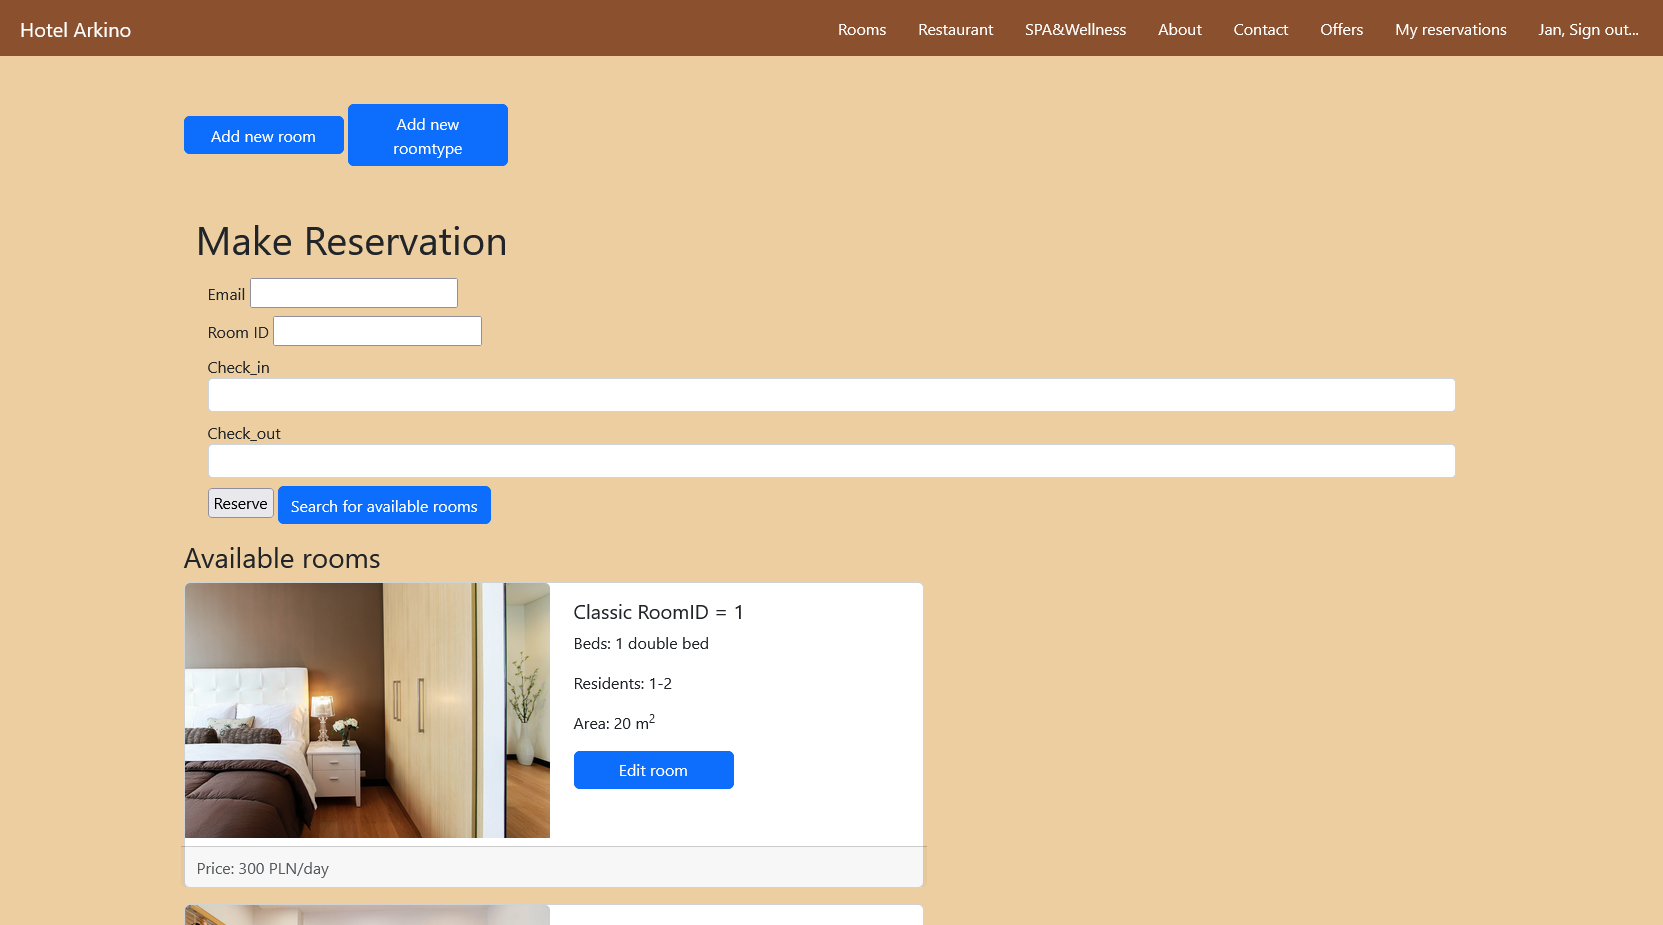 Hotel Arkino
Rooms
Restaurant
SPA&Wellness
About
Contact
Offers
My reservations
Jan, Sign out...
Add new room
Add new
roomtype
Make Reservation
Email
Room ID
Check_in
Check_out
Reserve
Search for available rooms
Available rooms
Classic RoomID = 1
Beds: 1 double bed
Residents: 1-2
Area: 20 m²
Edit room
Price: 300 PLN/day